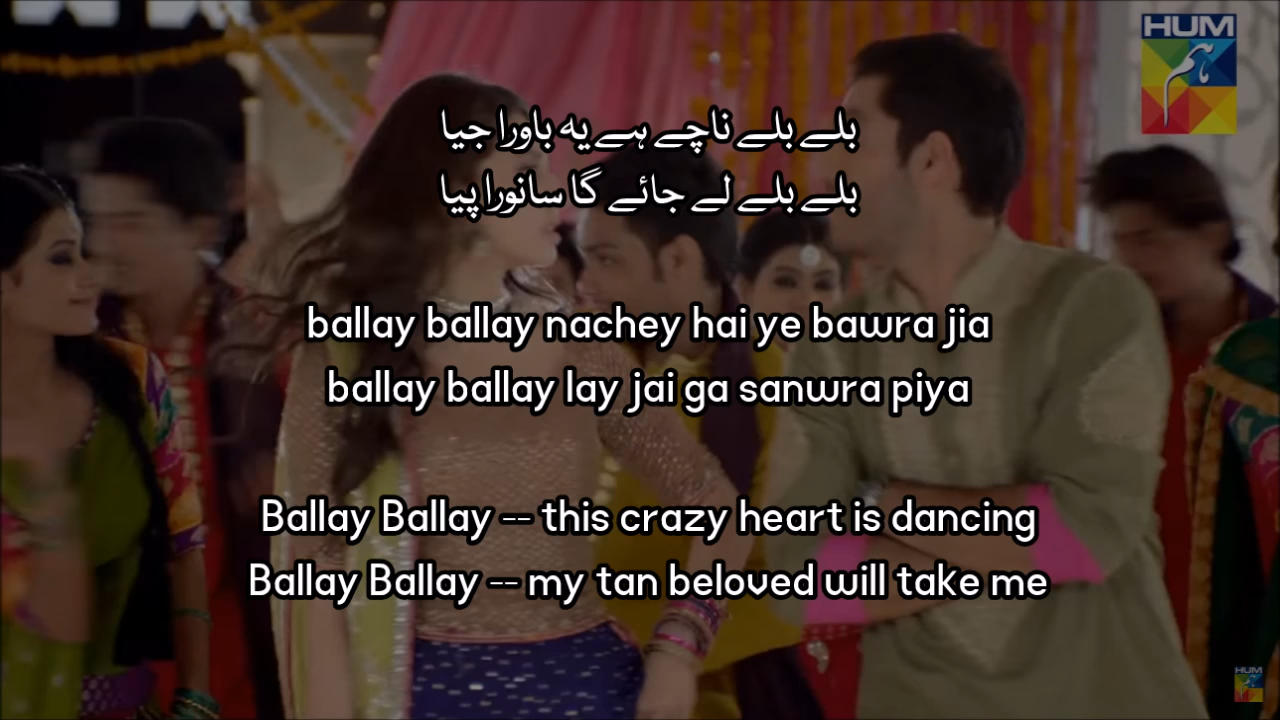 HUM
ہم
بلے بلے ناچے ہے یہ باورا جیا
بلے بلے لے جائے گا سانورا پیا
ballay ballay nachey hai ye bawra jia
ballay ballay lay jai ga sanwra piya
Ballay Ballay -- this crazy heart is dancing
Ballay Ballay -- my tan beloved will take me
HUM
ہم